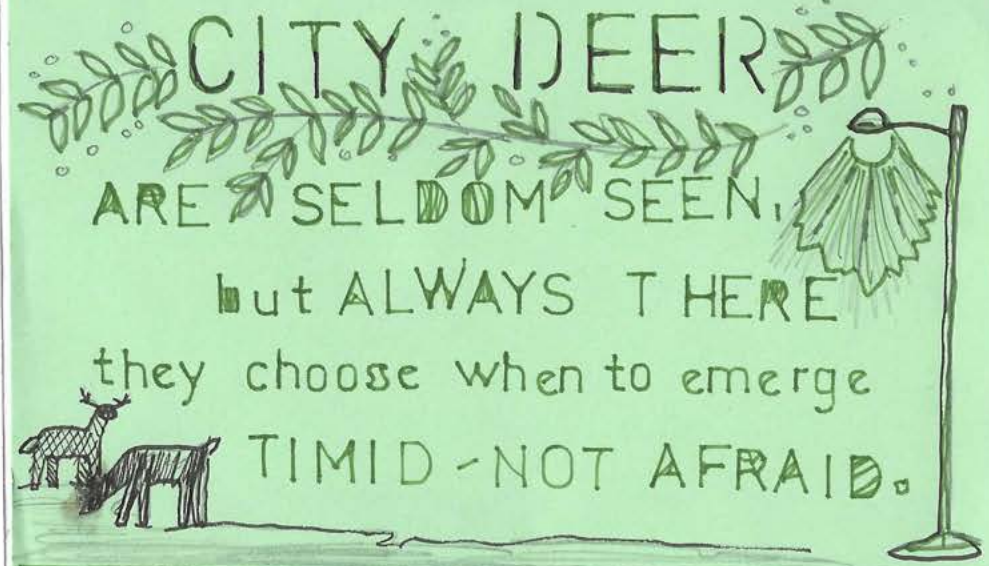 CITY DEER
ARE SELDOM SEEN,
but ALWAYS THERE
they choose when to emerge
TIMID - NOT AFRAID.